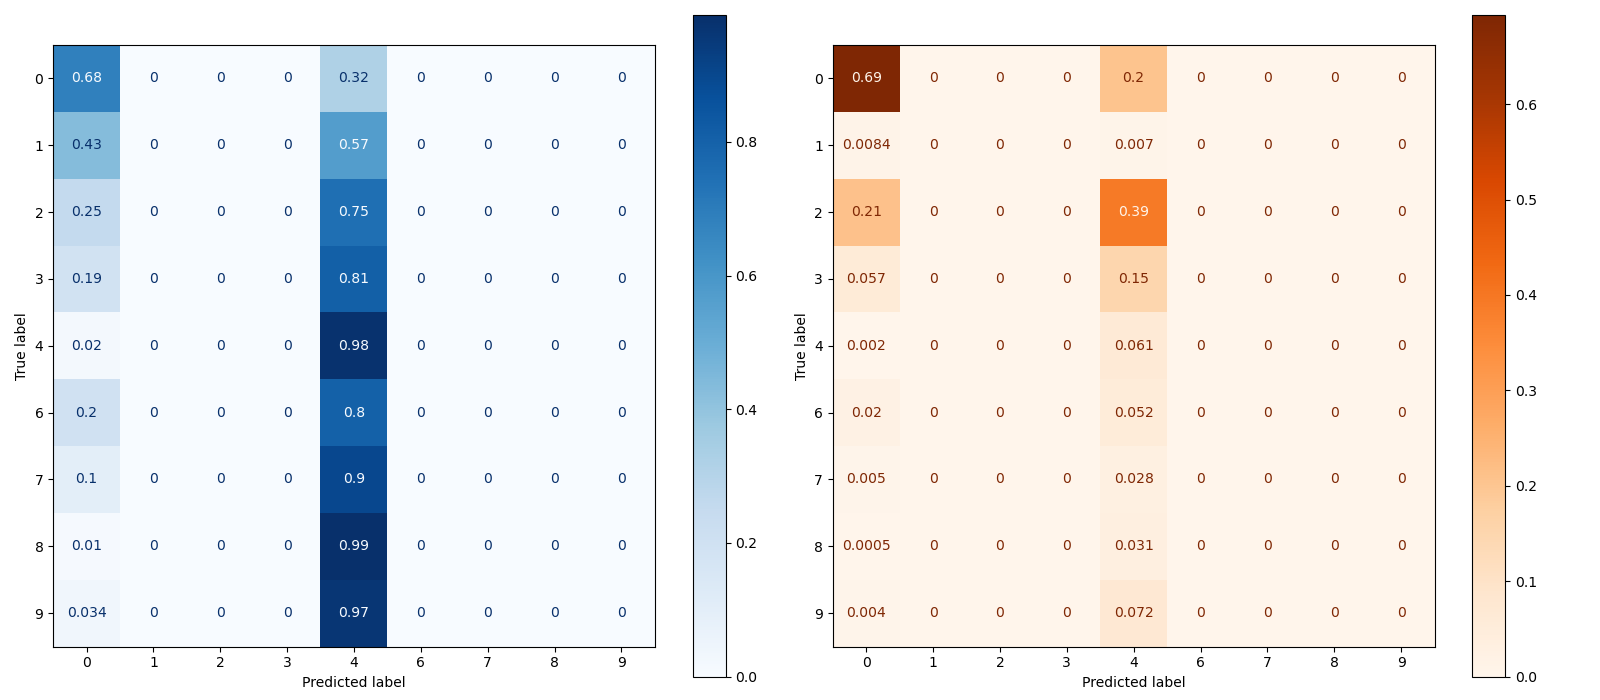 0 0.68 0 0 0 0.32 0 0 0 0
1 0.43 0 0 0 0.57 0 0 0 0
2 0.25 0 0 0 0.75 0 0 0 0
3 0.19 0 0 0 0.81 0 0 0 0
4 0.02 0 0 0 0.98 0 0 0 0
6 0.2 0 0 0 0.8 0 0 0 0
7 0.1 0 0 0 0.9 0 0 0 0
8 0.01 0 0 0 0.99 0 0 0 0
9 0.034 0 0 0 0.97 0 0 0 0
0 1 2 3 4 6 7 8 9
True label
Predicted label
0.8
0.6
0.4
0.2
0.0
0 0.69 0 0 0 0.2 0 0 0 0
1 0.0084 0 0 0 0.007 0 0 0 0
2 0.21 0 0 0 0.39 0 0 0 0
3 0.057 0 0 0 0.15 0 0 0 0
4 0.002 0 0 0 0.061 0 0 0 0
6 0.02 0 0 0 0.052 0 0 0 0
7 0.005 0 0 0 0.028 0 0 0 0
8 0.0005 0 0 0 0.031 0 0 0 0
9 0.004 0 0 0 0.072 0 0 0 0
0 1 2 3 4 6 7 8 9
True label
Predicted label
0.6
0.5
0.4
0.3
0.2
0.1
0.0